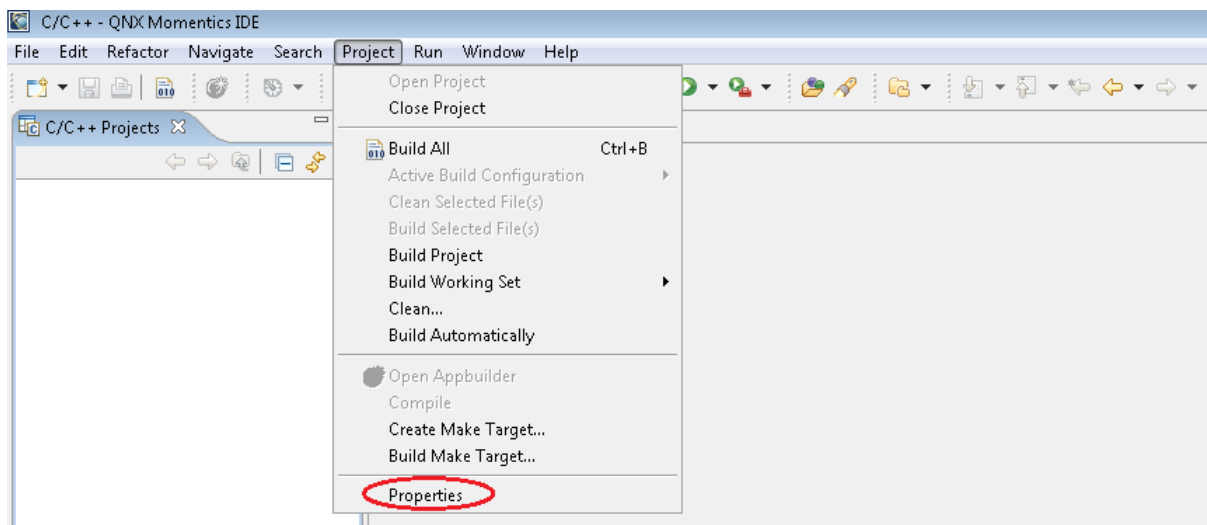 C/C++ - QNX Momentics IDE
File Edit Refactor Navigate Search Project Run Window Help
Open Project
Close Project
C/C++ Projects
Build All Ctrl+B
Active Build Configuration
Clean Selected File(s)
Build Selected File(s)
Build Project
Build Working Set
Clean...
Build Automatically
Open Appbuilder
Compile
Create Make Target...
Build Make Target...
Properties